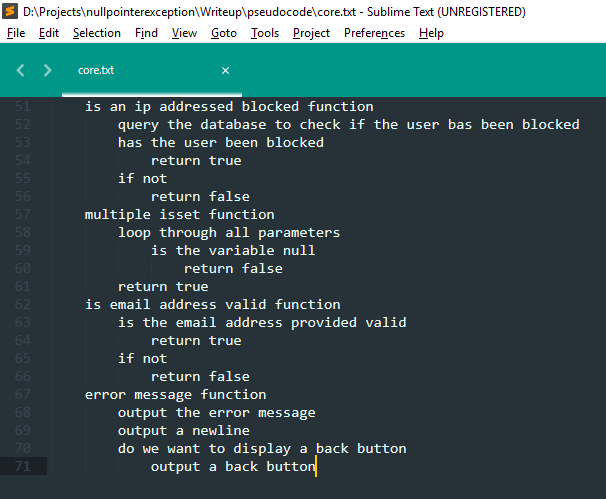 D:\Projects\nullpointerexception\Writeup\pseudocode\core.txt - Sublime Text (UNREGISTERED)
File Edit Selection Find View Goto Tools Project Preferences Help
core.txt ×
51 is an ip addressed blocked function
52 query the database to check if the user bas been blocked
53 has the user been blocked
54 return true
55 if not
56 return false
57 multiple isset function
58 loop through all parameters
59 is the variable null
60 return false
61 return true
62 is email address valid function
63 is the email address provided valid
64 return true
65 if not
66 return false
67 error message function
68 output the error message
69 output a newline
70 do we want to display a back button
71 output a back button